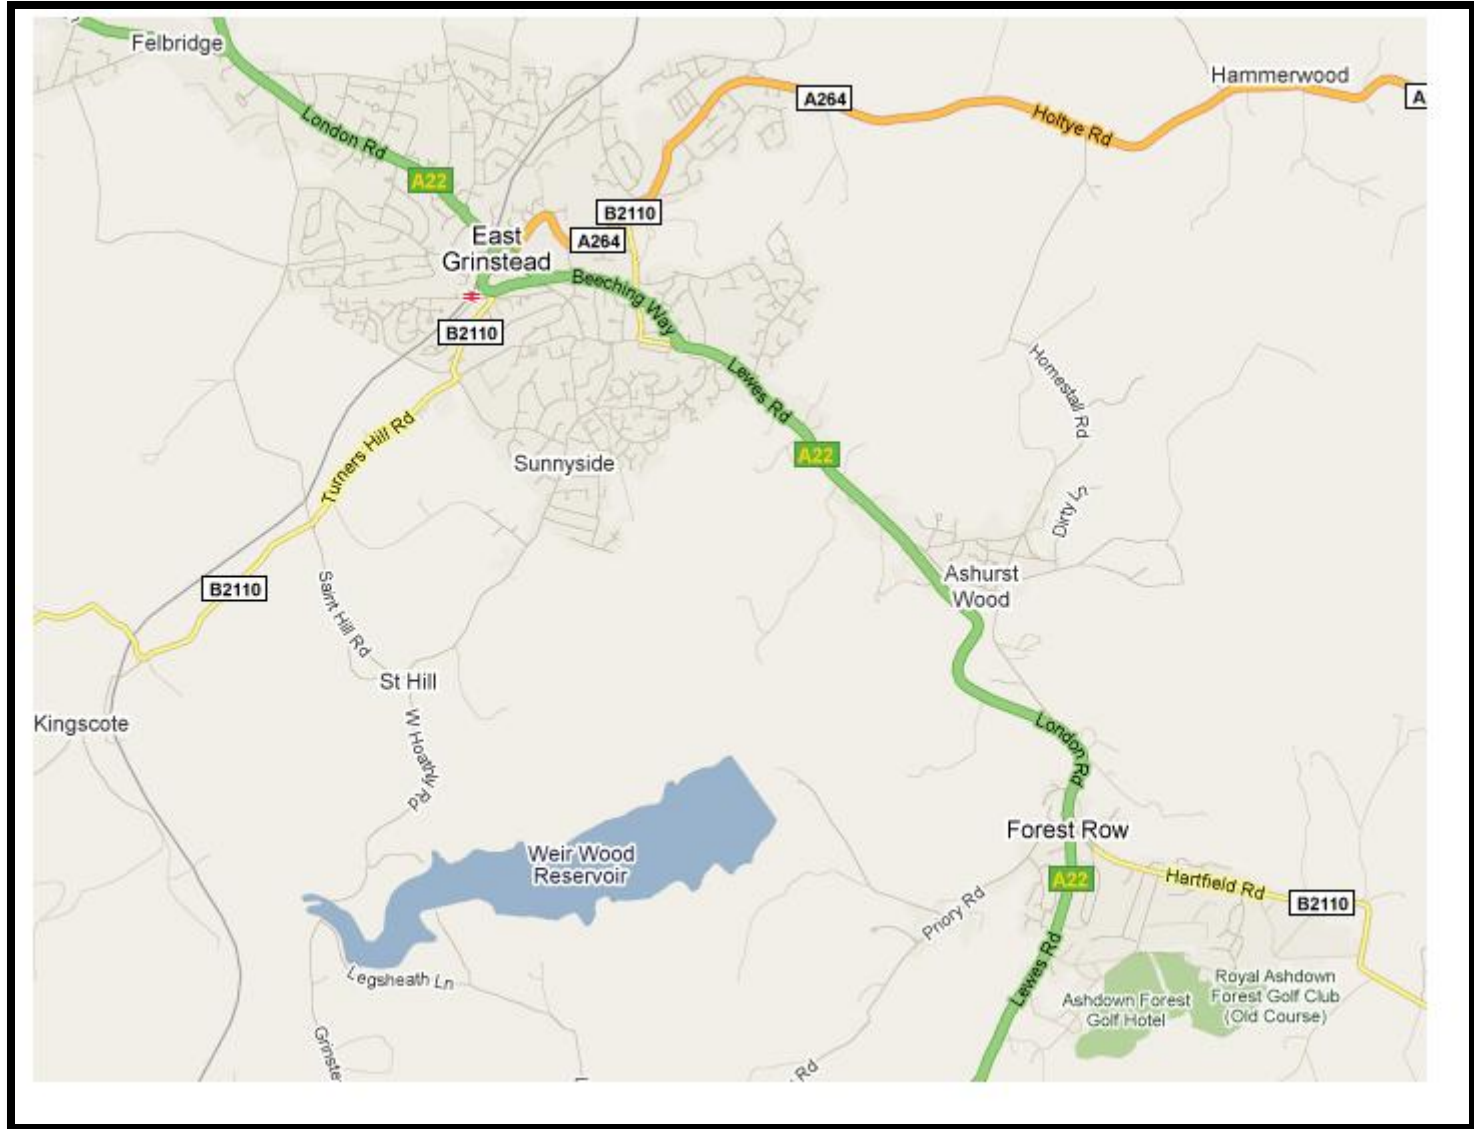 Felbridge
Hammerwood
A264
A
London Rd
Holtye Rd
A22
B2110
East
Grinstead
A264
Beeching Way
B2110
Homestall Rd
Lewes Rd
Turners Hill Rd
Sunnyside
A22
Dirty Ln
Ashurst
Wood
B2110
Saint Hill Rd
St Hill
Kingscote
W Hoathly Rd
London Rd
Forest Row
Weir Wood
Reservoir
A22
Hartfield Rd
B2110
Priory Rd
Lewes Rd
Legsheath Ln
Royal Ashdown
Forest Golf Club
(Old Course)
Ashdown Forest
Golf Hotel
Grinste
Rd